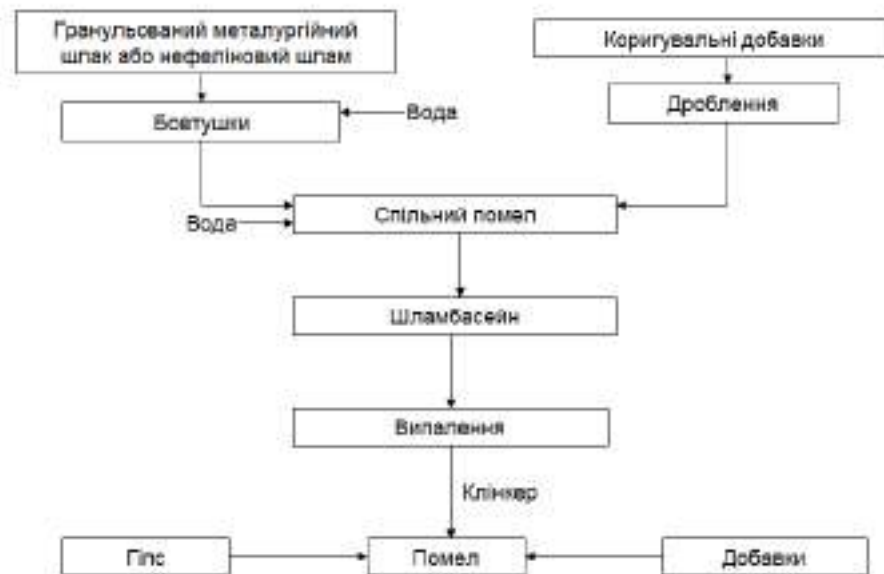 Гранульований металургійний
шлак або нефеліновий шлам
Коригувальні добавки
Бовтушки
Вода
Дроблення
Вода
Спільний помел
Шламбасейн
Випалення
Клінкер
Гіпс
Помел
Добавки